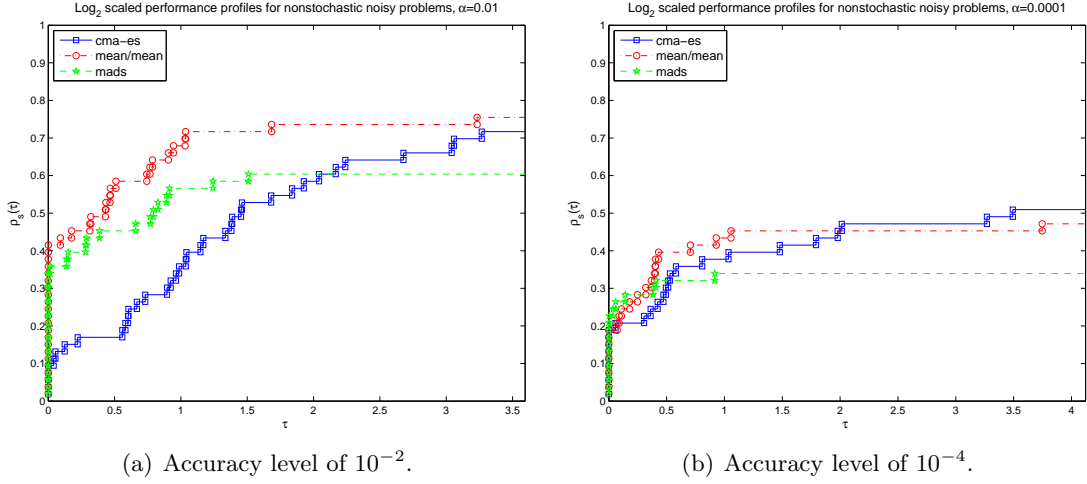 Log₂ scaled performance profiles for nonstochastic noisy problems, α=0.01
1
0.9
0.8
0.7
0.6
0.5
0.4
0.3
0.2
0.1
0
ρₛ(τ)
cma−es
mean/mean
mads
0 0.5 1 1.5 2 2.5 3 3.5
τ
(a) Accuracy level of 10⁻².
Log₂ scaled performance profiles for nonstochastic noisy problems, α=0.0001
1
0.9
0.8
0.7
0.6
0.5
0.4
0.3
0.2
0.1
0
ρₛ(τ)
cma−es
mean/mean
mads
0 0.5 1 1.5 2 2.5 3 3.5 4
τ
(b) Accuracy level of 10⁻⁴.